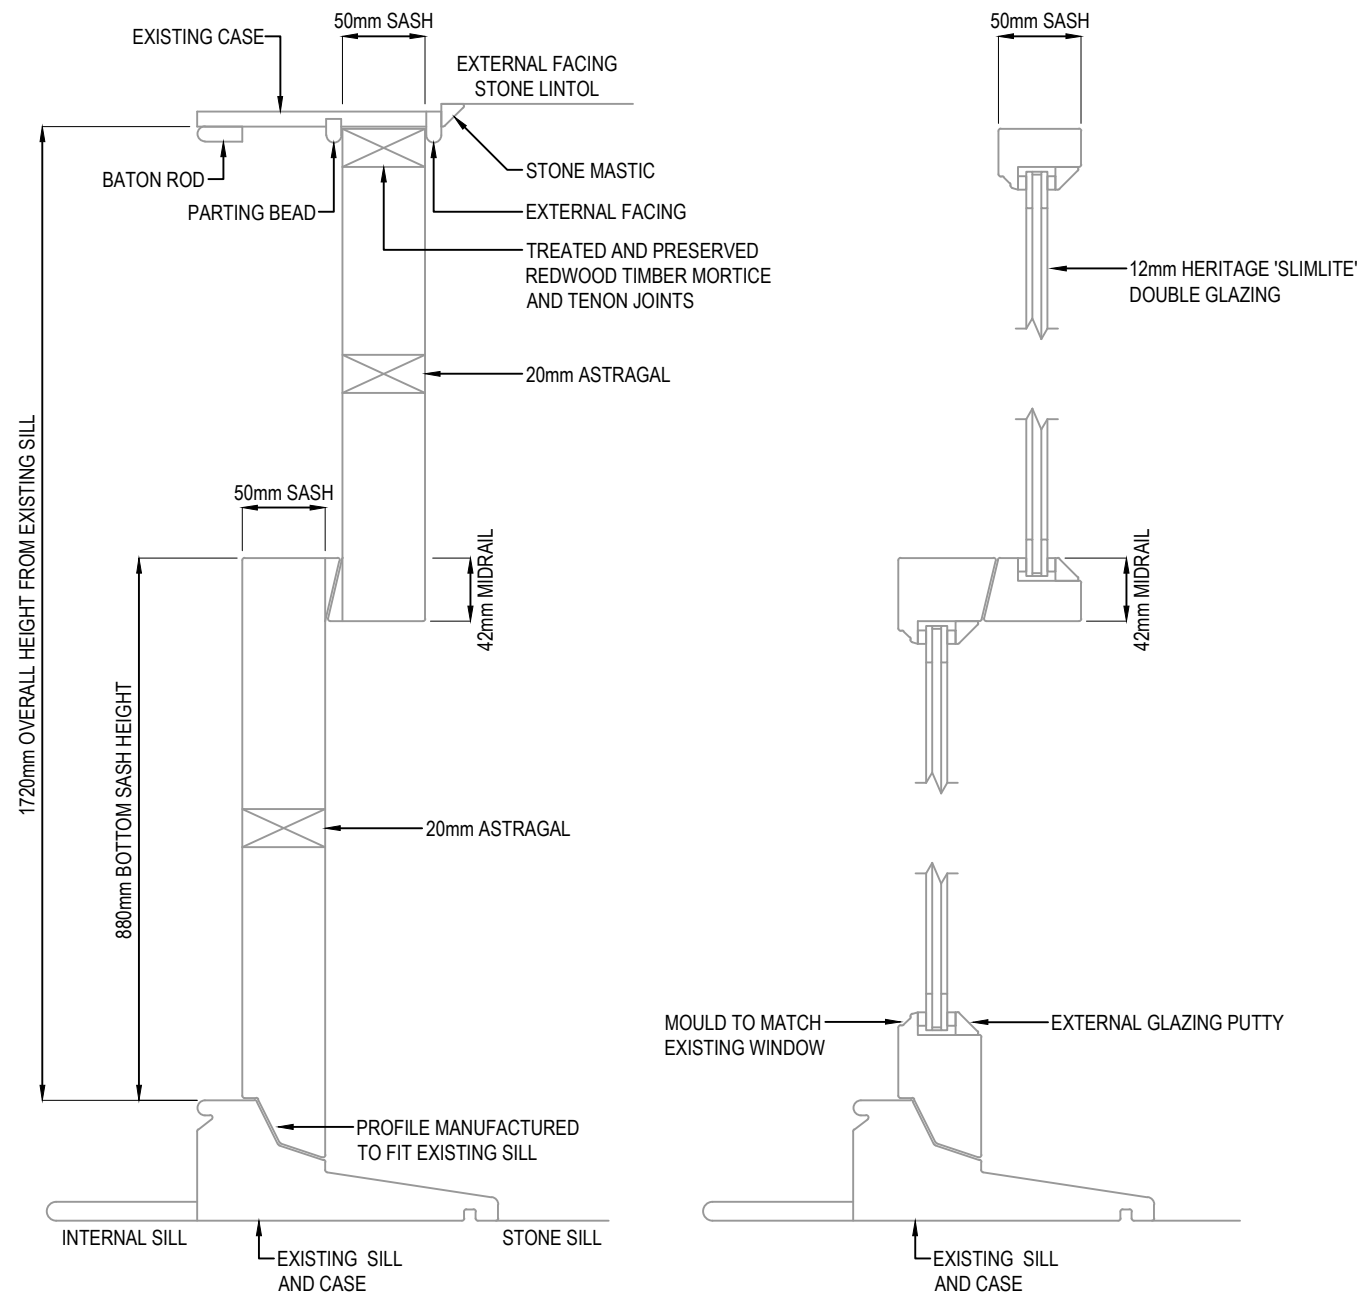 50mm SASH
EXISTING CASE
EXTERNAL FACING
STONE LINTOL
BATON ROD
PARTING BEAD
STONE MASTIC
EXTERNAL FACING
TREATED AND PRESERVED
REDWOOD TIMBER MORTICE
AND TENON JOINTS
20mm ASTRAGAL
50mm SASH
42mm MIDRAIL
1720mm OVERALL HEIGHT FROM EXISTING SILL
880mm BOTTOM SASH HEIGHT
20mm ASTRAGAL
PROFILE MANUFACTURED
TO FIT EXISTING SILL
INTERNAL SILL
STONE SILL
EXISTING SILL
AND CASE
50mm SASH
12mm HERITAGE 'SLIMLITE'
DOUBLE GLAZING
42mm MIDRAIL
MOULD TO MATCH
EXISTING WINDOW
EXTERNAL GLAZING PUTTY
EXISTING SILL
AND CASE